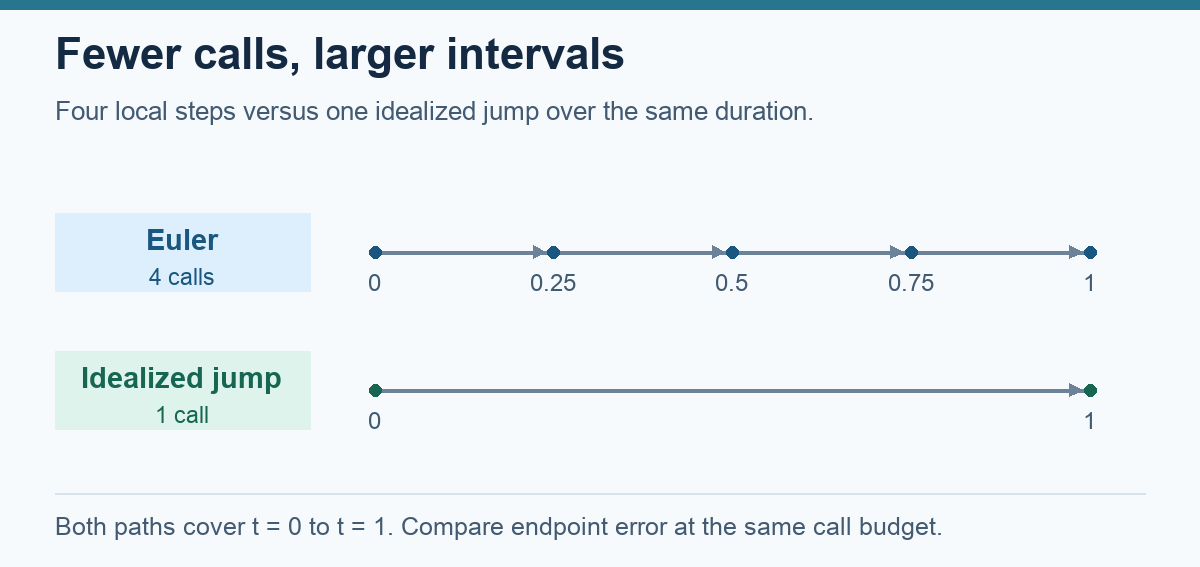 Fewer calls, larger intervals
Four local steps versus one idealized jump over the same duration.
Euler
4 calls
0 0.25 0.5 0.75 1
Idealized jump
1 call
0 1
Both paths cover t = 0 to t = 1. Compare endpoint error at the same call budget.